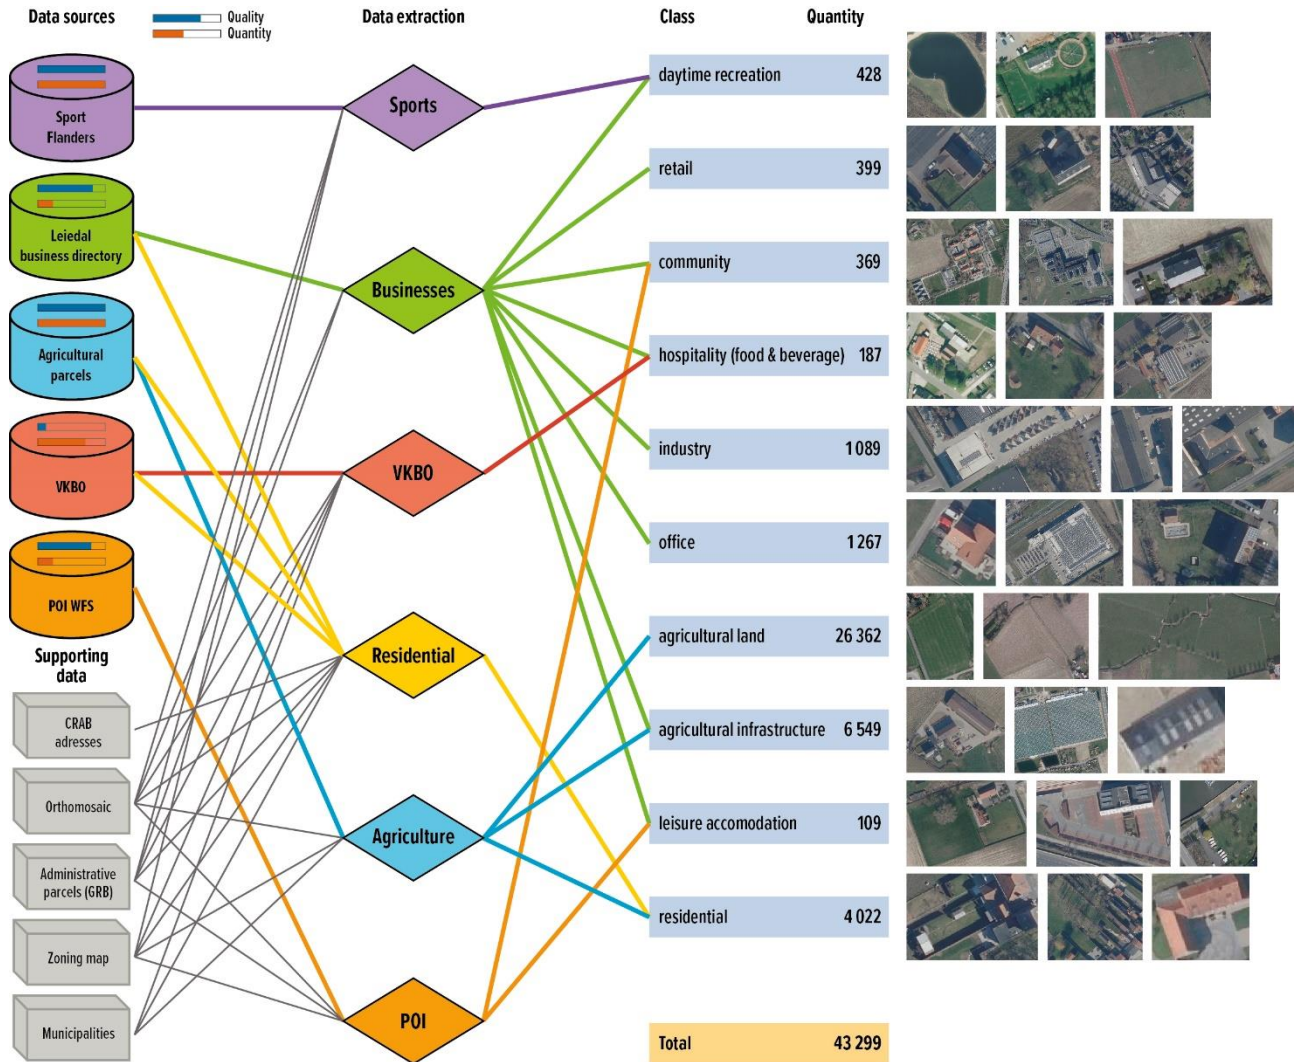 Data sources
Quality
Quantity
Data extraction
Class
Quantity
Sport
Flanders
Leiedal
business directory
Agricultural
parcels
VKBO
POI WFS
Supporting
data
CRAB
adresses
Orthomosaic
Administrative
parcels (GRB)
Zoning map
Municipalities
Sports
Businesses
VKBO
Residential
Agriculture
POI
daytime recreation 428
retail 399
community 369
hospitality (food & beverage) 187
industry 1 089
office 1 267
agricultural land 26 362
agricultural infrastructure 6 549
leisure accomodation 109
residential 4 022
Total 43 299